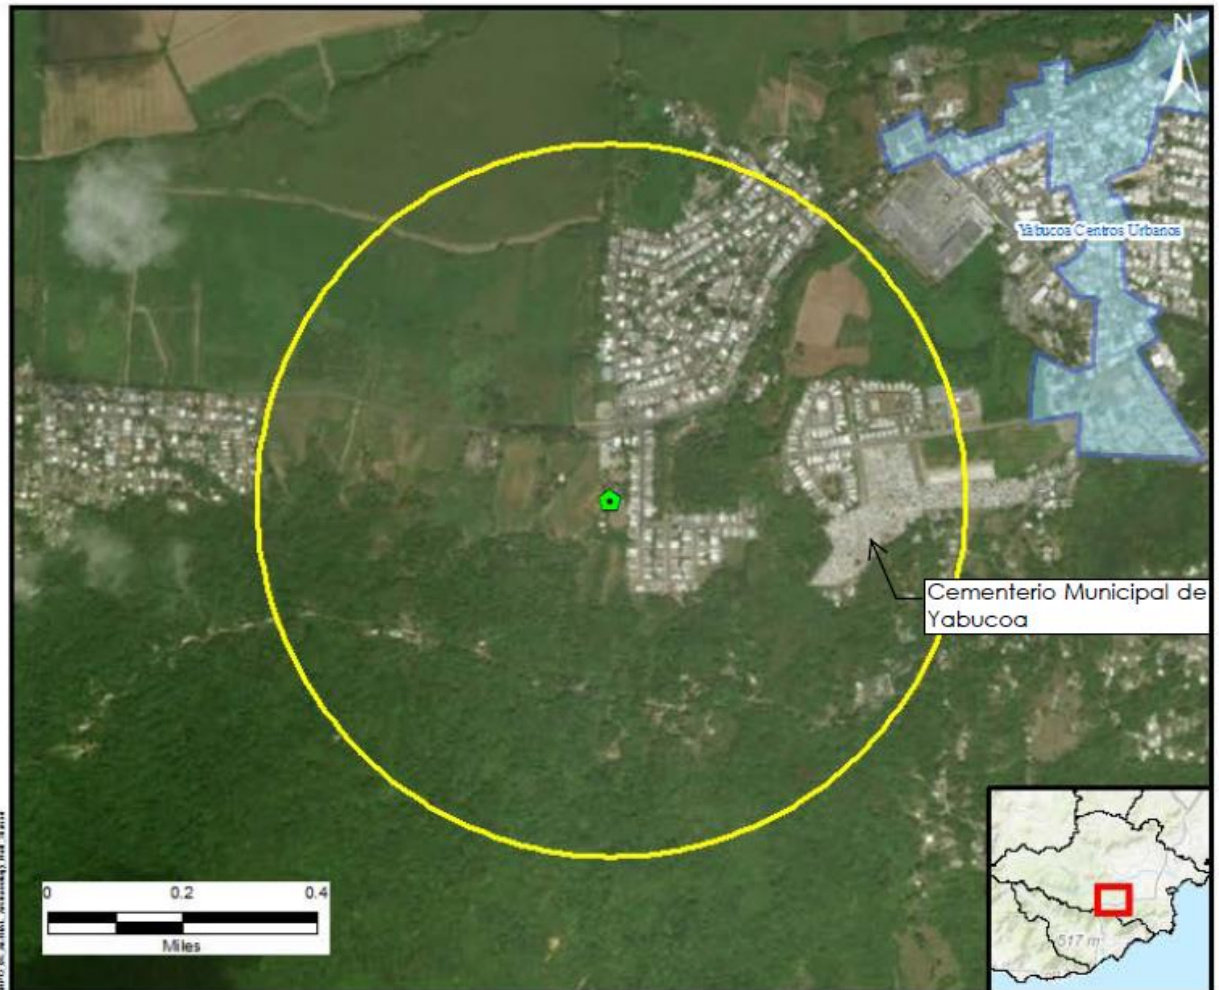 N
Yabucoa Centros Urbanos
Cementerio Municipal de
Yabucoa
0 0.2 0.4
Miles
517 m